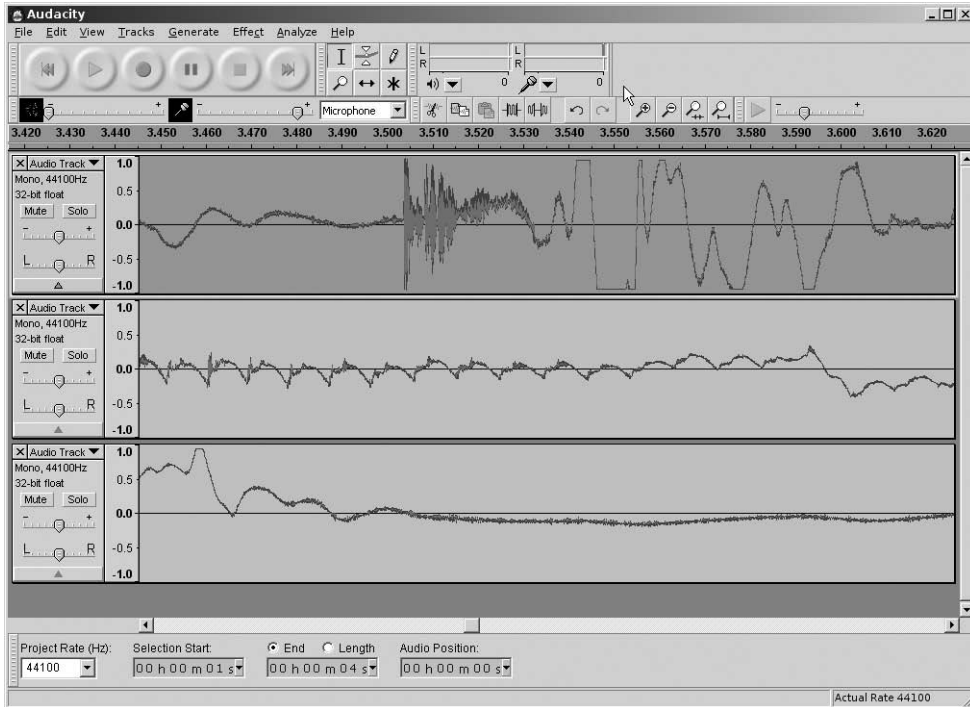 Audacity
File Edit View Tracks Generate Effect Analyze Help
L
R
0
L
R
0
- +
- +
Microphone
- +
3.420 3.430 3.440 3.450 3.460 3.470 3.480 3.490 3.500 3.510 3.520 3.530 3.540 3.550 3.560 3.570 3.580 3.590 3.600 3.610 3.620
X Audio Track
Mono, 44100Hz
32-bit float
Mute Solo
- +
L R
1.0
0.5
0.0
-0.5
-1.0
X Audio Track
Mono, 44100Hz
32-bit float
Mute Solo
- +
L R
1.0
0.5
0.0
-0.5
-1.0
X Audio Track
Mono, 44100Hz
32-bit float
Mute Solo
- +
L R
1.0
0.5
0.0
-0.5
-1.0
Project Rate (Hz): Selection Start: End Length Audio Position:
44100 00 h 00 m 01 s 00 h 00 m 04 s 00 h 00 m 00 s
Actual Rate 44100